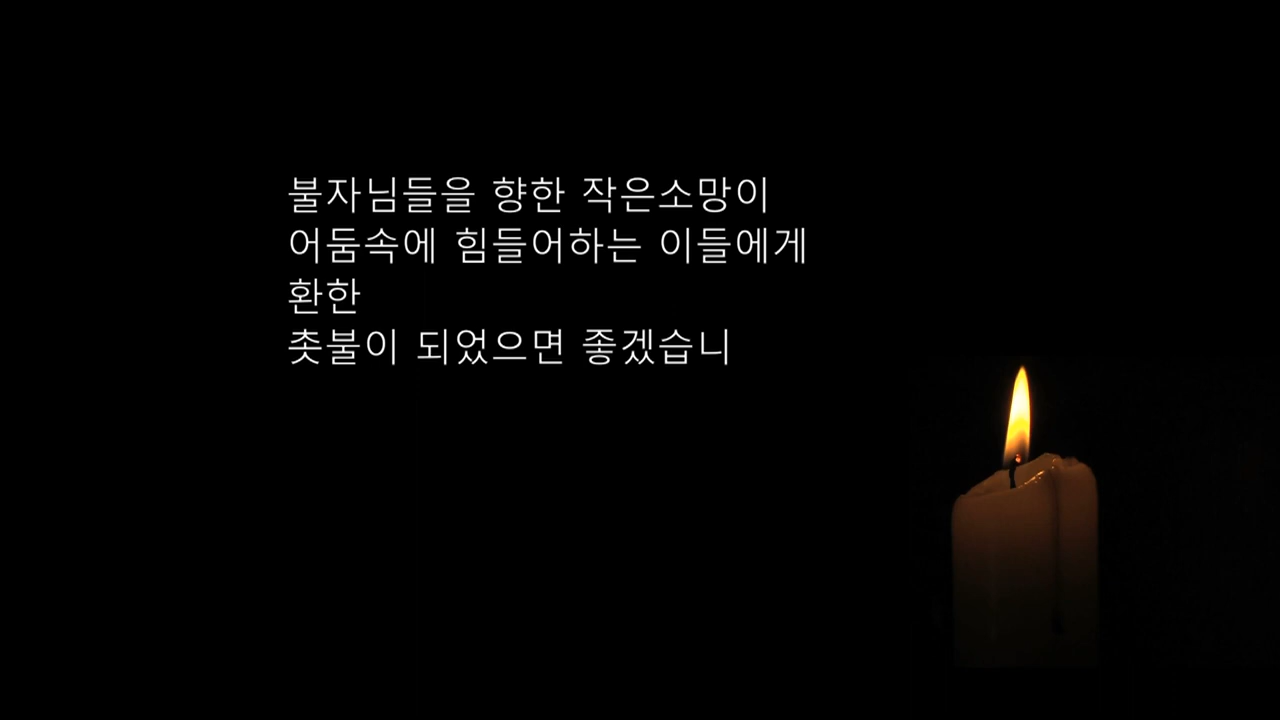 불자님들을 향한 작은소망이
어둠속에 힘들어하는 이들에게
환한
촛불이 되었으면 좋겠습니